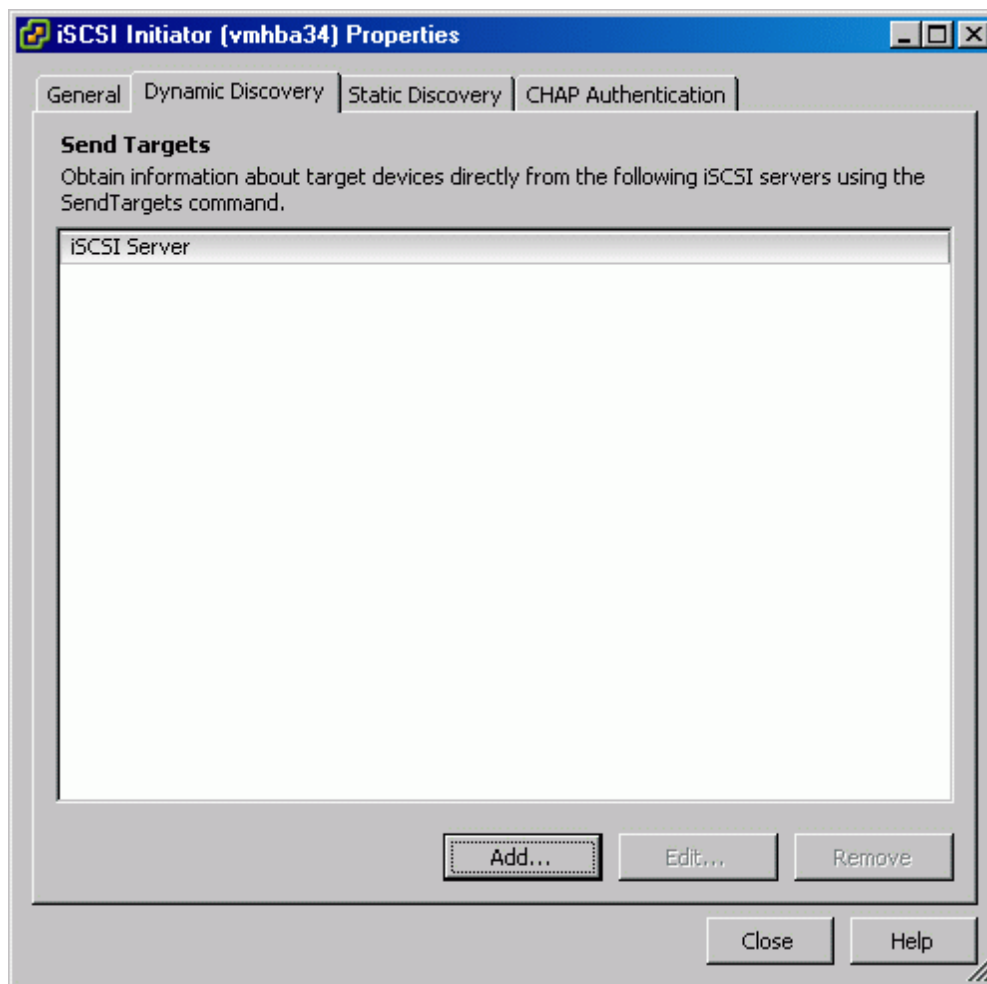 iSCSI Initiator (vmhba34) Properties
General Dynamic Discovery Static Discovery CHAP Authentication
Send Targets
Obtain information about target devices directly from the following iSCSI servers using the
SendTargets command.
iSCSI Server
Add... Edit... Remove
Close Help